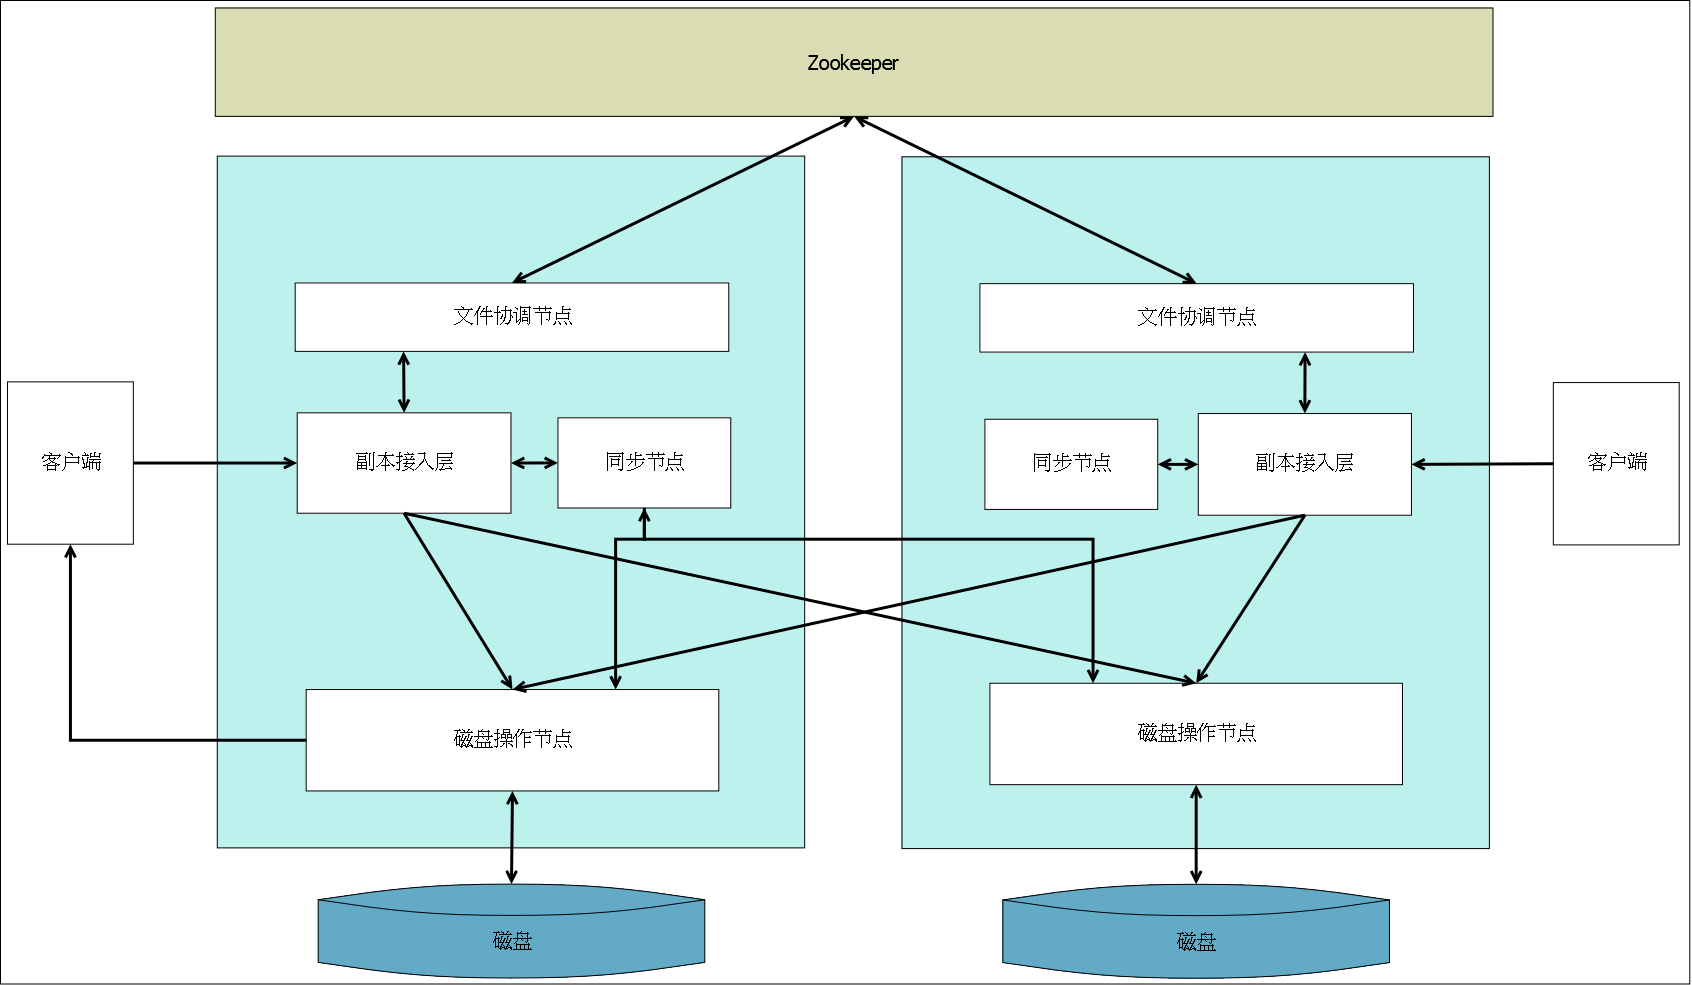 Zookeeper
文件协调节点
文件协调节点
客户端
副本接入层
同步节点
同步节点
副本接入层
客户端
磁盘操作节点
磁盘操作节点
磁盘
磁盘